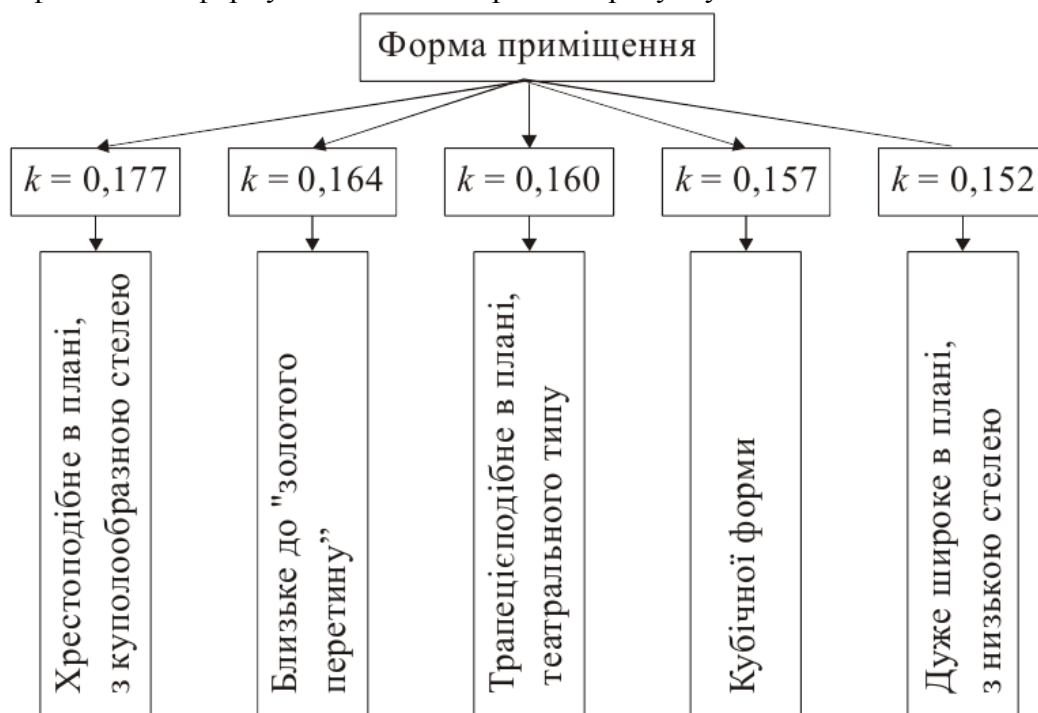 Форма приміщення
k = 0,177
k = 0,164
k = 0,160
k = 0,157
k = 0,152
Хрестоподібне в плані,
з куполообразною стелею
Близьке до "золотого
перетину”
Трапецієподібне в плані,
театрального типу
Кубічної форми
Дуже широке в плані,
з низькою стелею